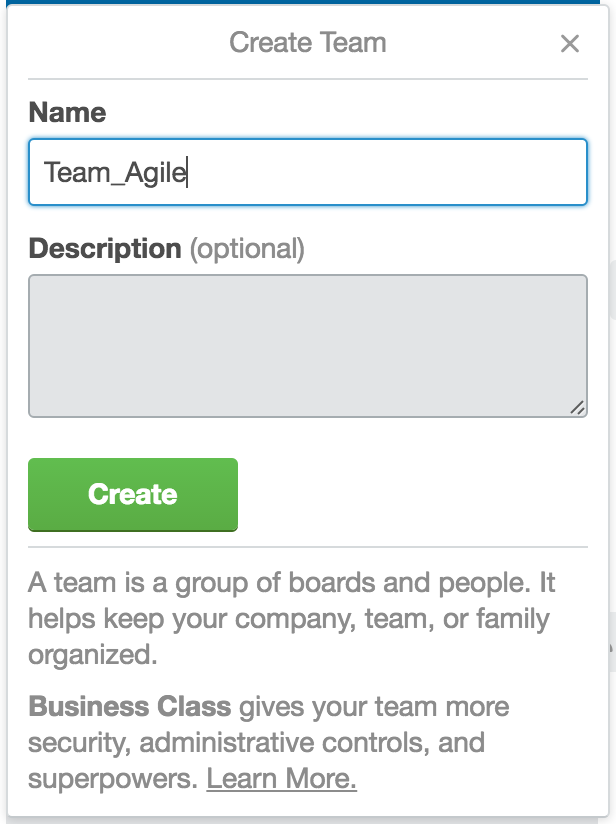 Create Team
Name
Team_Agile
Description (optional)
Create
A team is a group of boards and people. It
helps keep your company, team, or family
organized.
Business Class gives your team more
security, administrative controls, and
superpowers. Learn More.